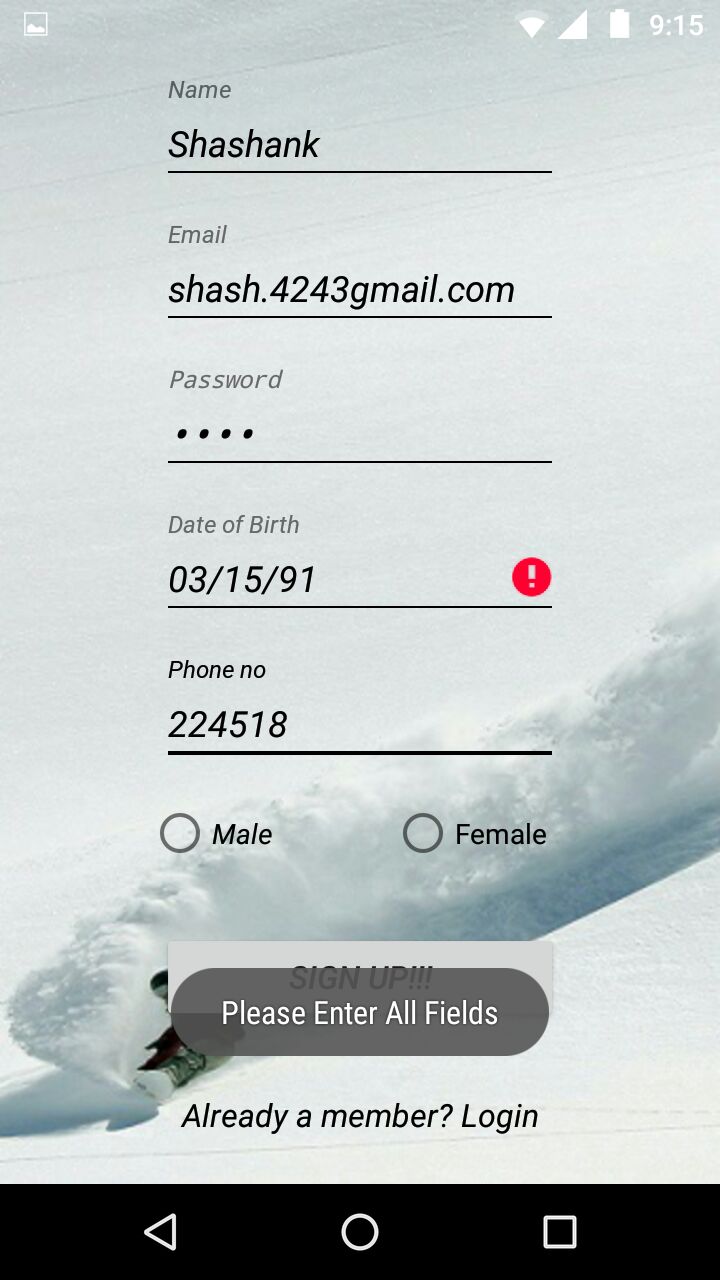 9:15
Name
Shashank
Email
shash.4243gmail.com
Password
••••
Date of Birth
03/15/91
Phone no
224518
Male Female
SIGN UP!!!
Please Enter All Fields
Already a member? Login